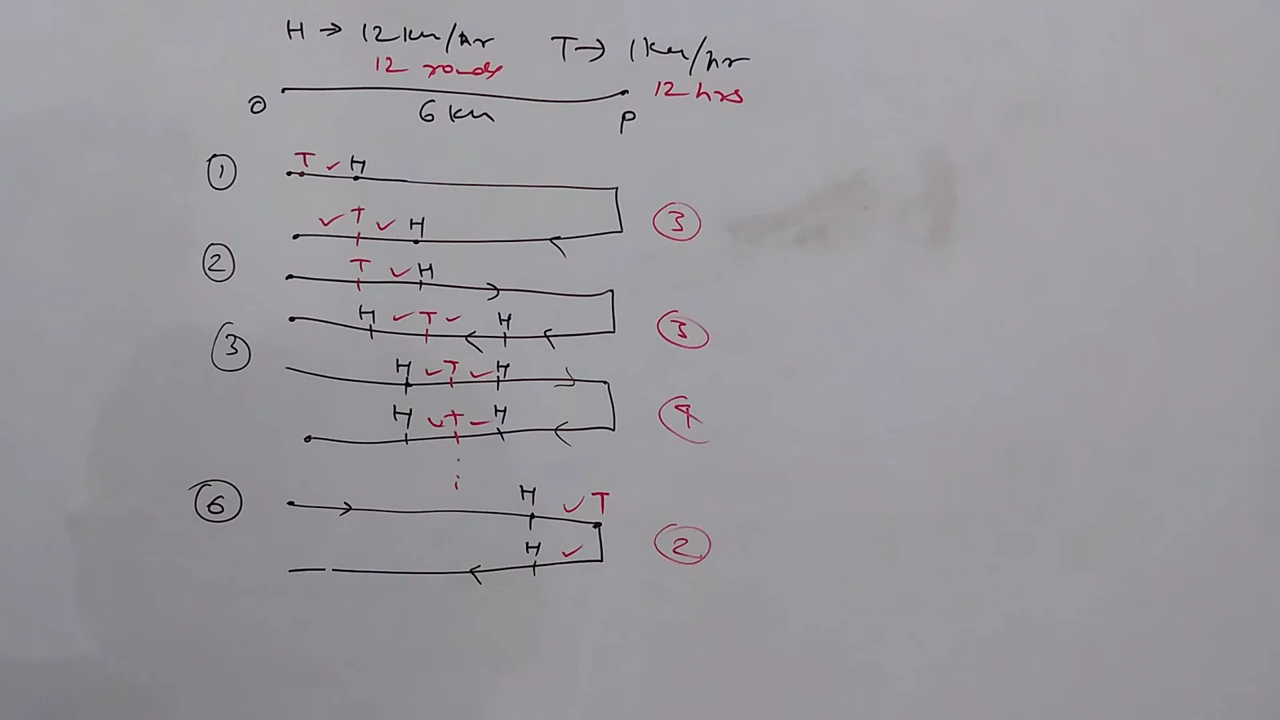 H → 12 km/hr T → 1 km/hr
12 rounds 12 hrs
O 6 km P
① T ✓ H
✓ T ✓ H ③
② T ✓ H
H ✓ T ✓ H ③
③ H ✓ T ✓ H
H ✓ T H ④
⑥ H ✓ T
H ✓ ②